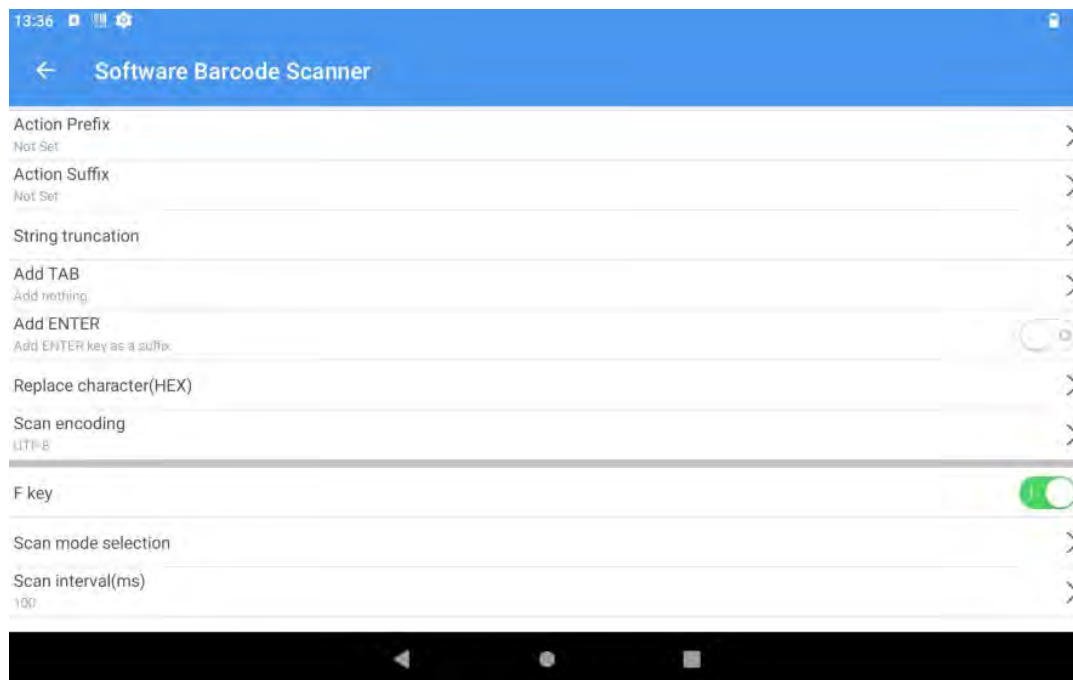 13:36
Software Barcode Scanner
Action Prefix
Not Set
Action Suffix
Not Set
String truncation
Add TAB
Add nothing
Add ENTER
Add ENTER key as a suffix
Replace character(HEX)
Scan encoding
UTF-8
F key
Scan mode selection
Scan interval(ms)
100